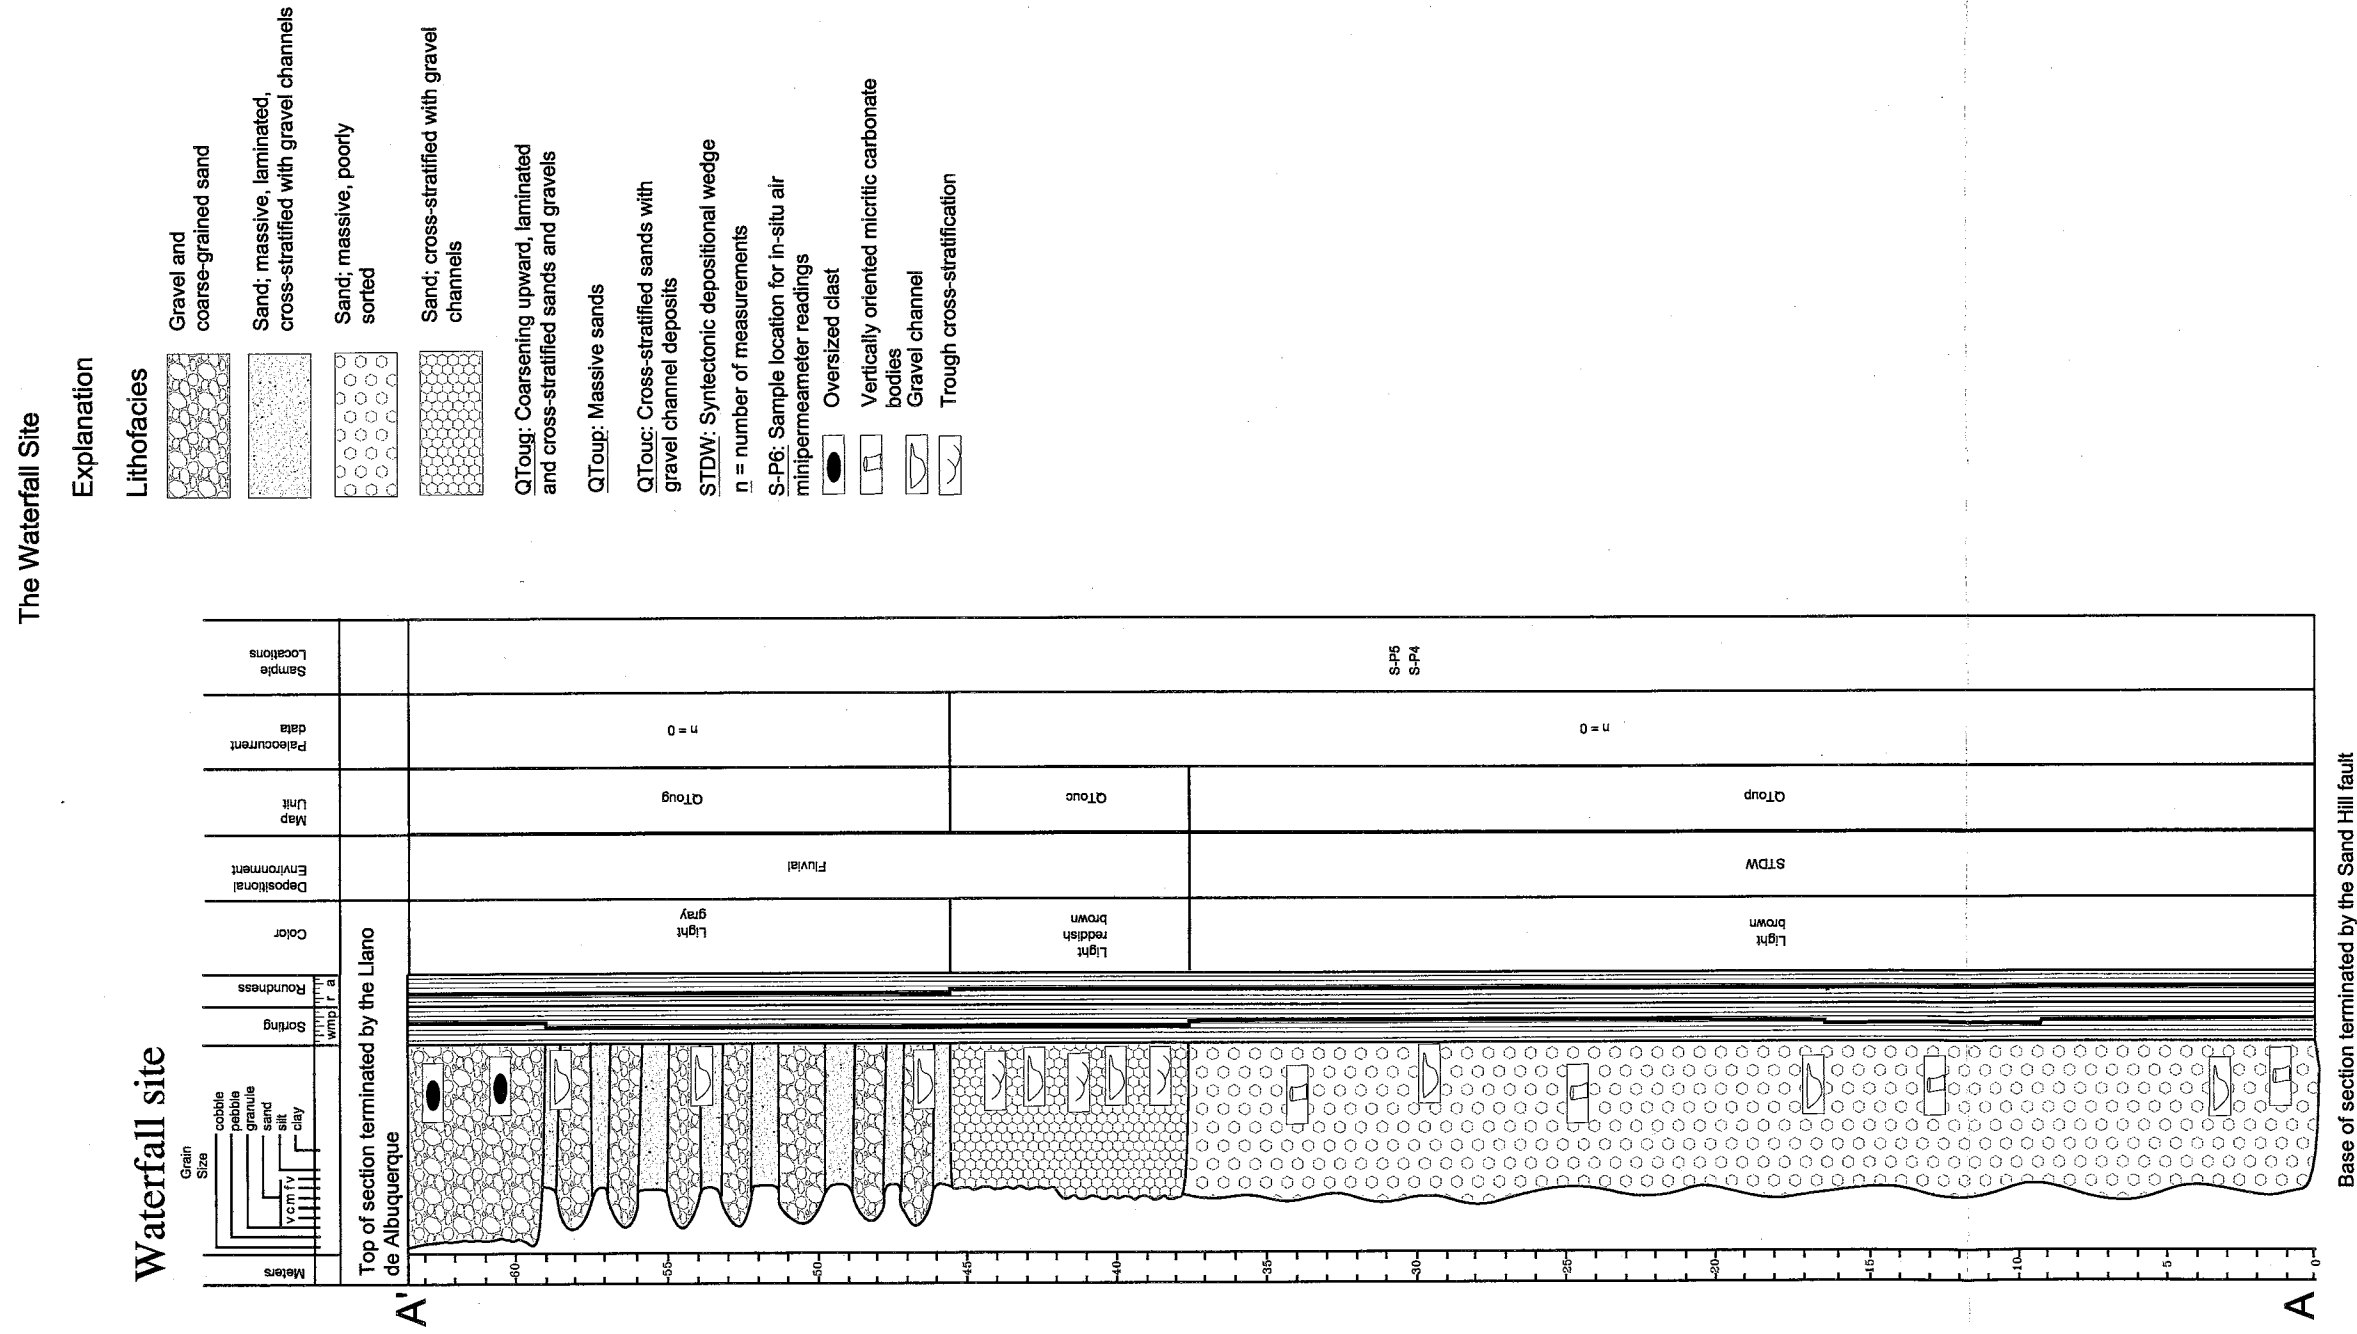 The Waterfall Site
Explanation
Lithofacies
Gravel and
coarse-grained sand
Sand; massive, laminated,
cross-stratified with gravel channels
Sand; massive, poorly
sorted
Sand; cross-stratified with gravel
channels
QToug: Coarsening upward, laminated
and cross-stratified sands and gravels
QToup: Massive sands
QTouc: Cross-stratified sands with
gravel channel deposits
STDW: Syntectonic depositional wedge
n = number of measurements
S-P6: Sample location for in-situ air
minipermeameter readings
Oversized clast
Vertically oriented micritic carbonate
bodies
Gravel channel
Trough cross-stratification
Waterfall site
Meters
Grain
Size
cobble
pebble
granule
sand
silt
clay
v c m f v
Sorting
w m p
Roundness
r a
Color
Depositional
Environment
Map
Unit
Paleocurrent
data
Sample
Locations
Top of section terminated by the Llano
de Albuquerque
A'
60
55
50
45
40
35
30
25
20
15
10
5
0
Light
gray
Light
reddish
brown
Light
brown
Fluvial
STDW
QToug
QTouc
QToup
n = 0
n = 0
S-P5
S-P4
A
Base of section terminated by the Sand Hill fault